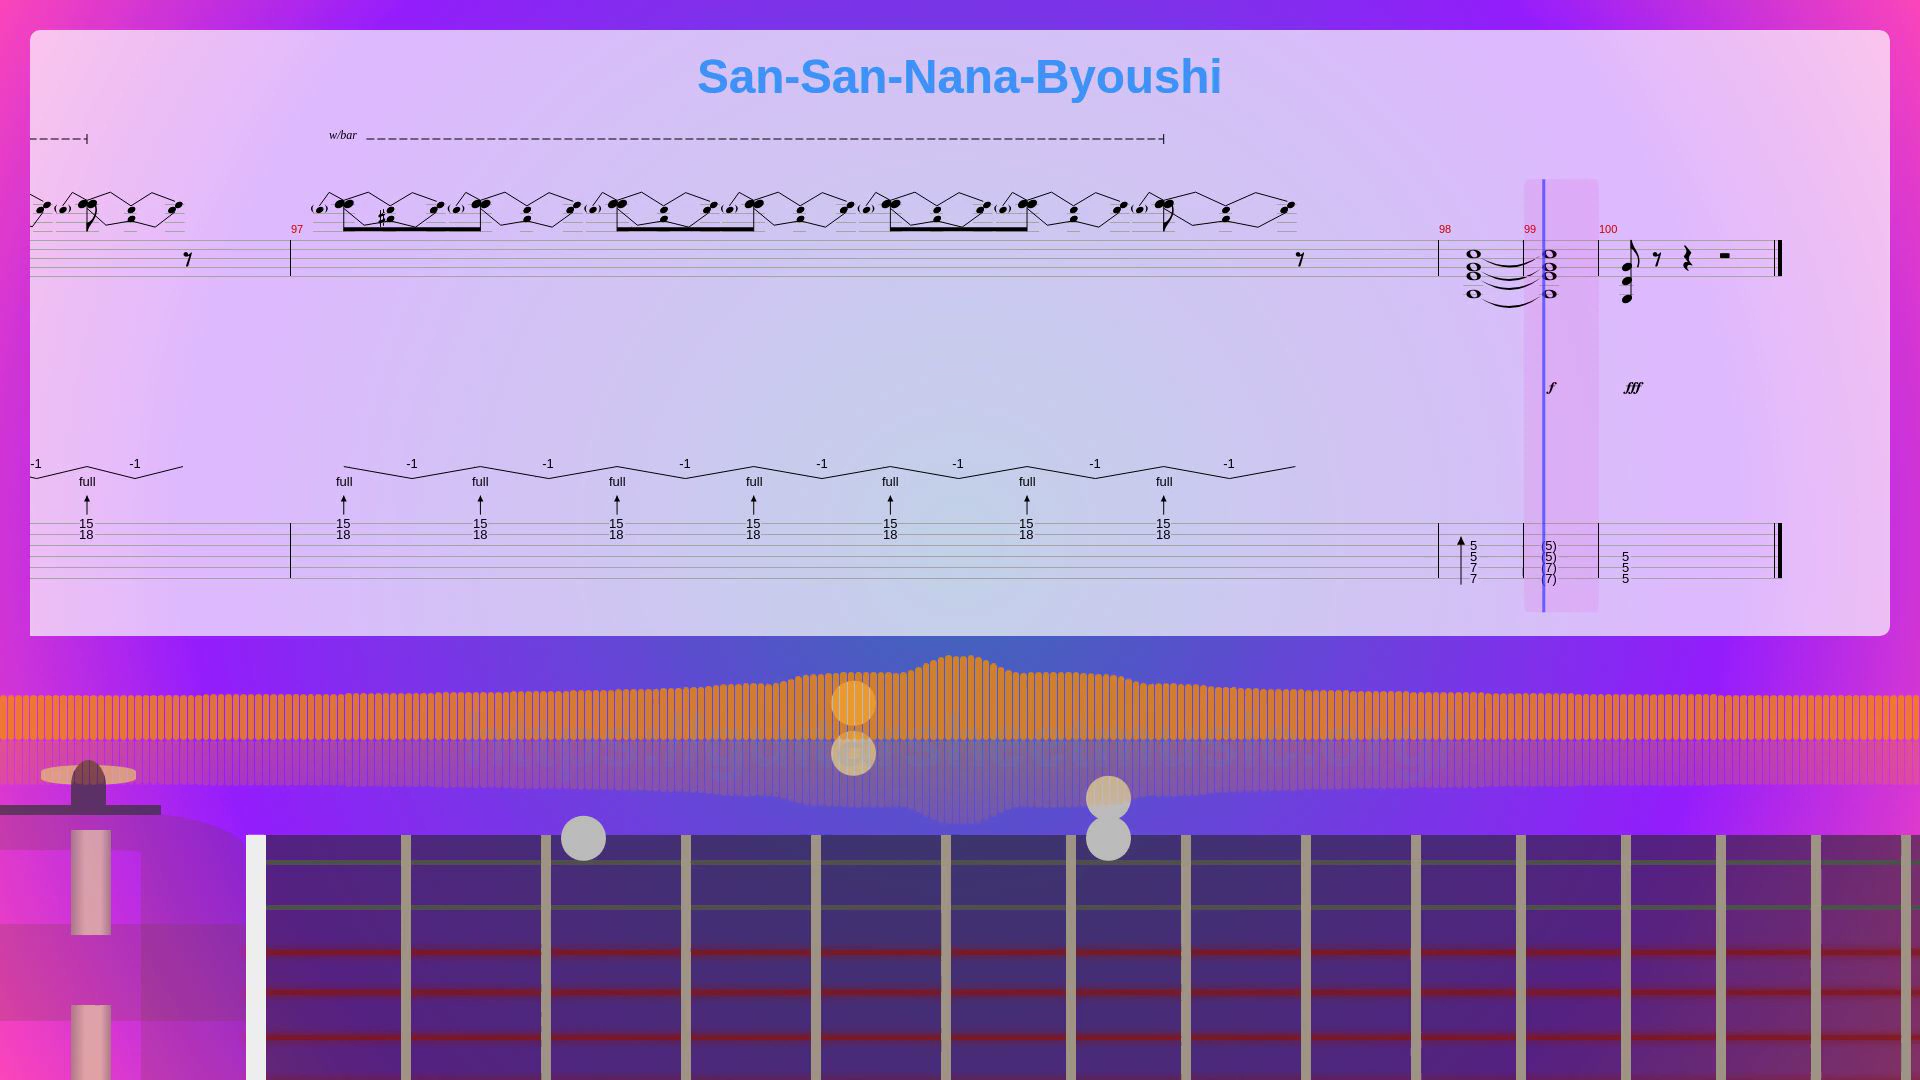 San-San-Nana-Byoushi
w/bar
97 98 99 100
f fff
-1 -1 -1 -1 -1 -1 -1 -1 -1
full full full full full full full full
15 15 15 15 15 15 15 15
18 18 18 18 18 18 18 18
5 (5)
5 (5) 5
7 (7) 5
7 (7) 5